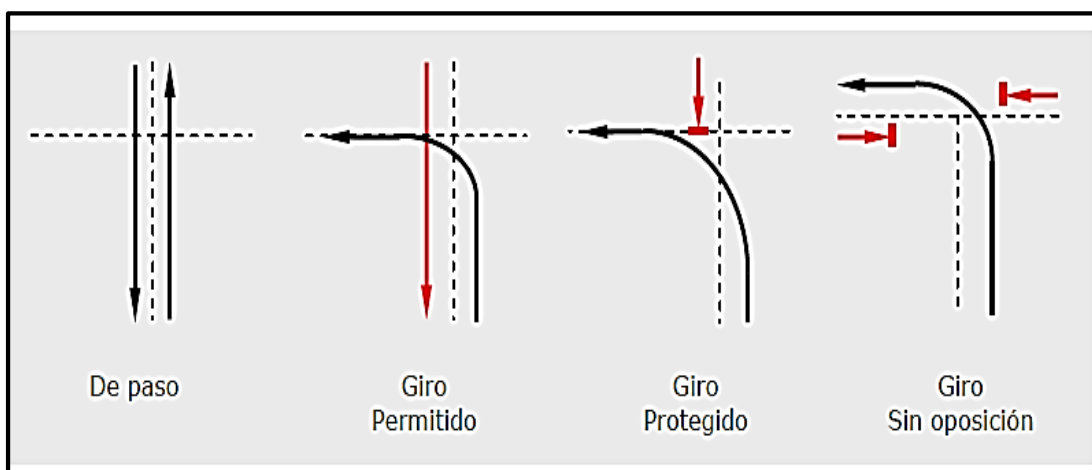 De paso
Giro
Permitido
Giro
Protegido
Giro
Sin oposición